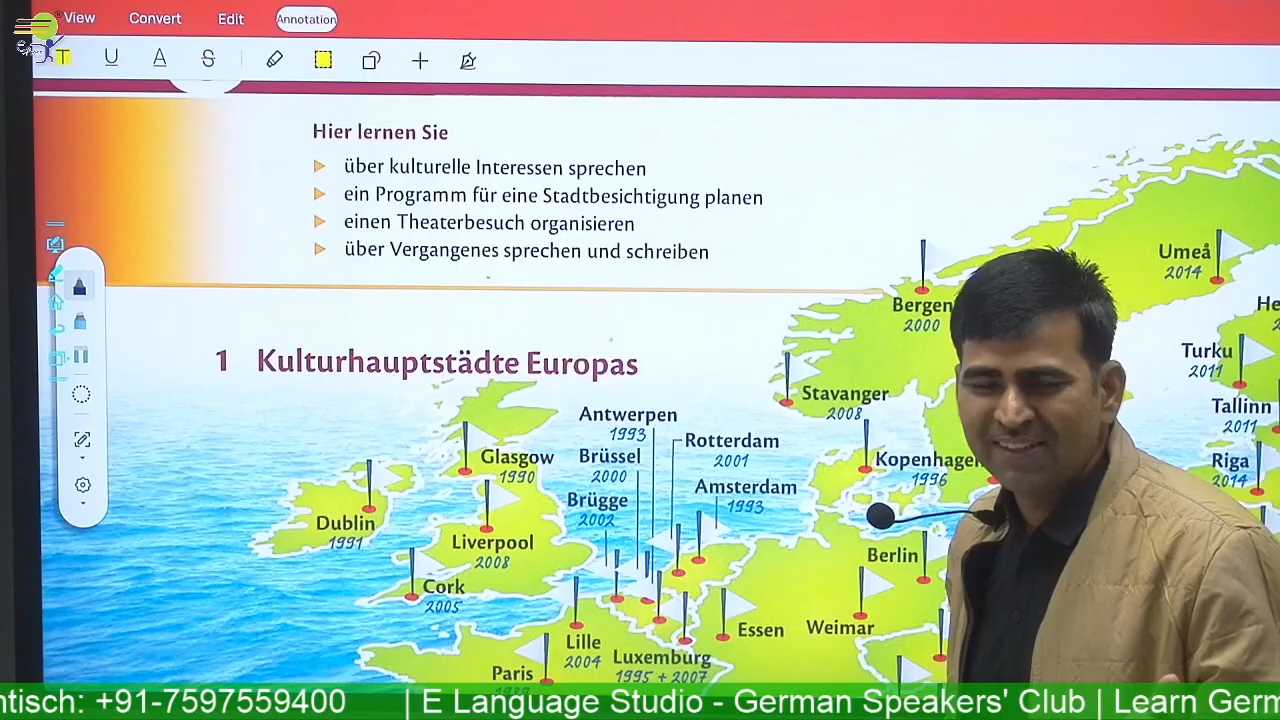 View Convert Edit Annotation
T U A S
Hier lernen Sie
über kulturelle Interessen sprechen
ein Programm für eine Stadtbesichtigung planen
einen Theaterbesuch organisieren
über Vergangenes sprechen und schreiben
1 Kulturhauptstädte Europas
Umeå
2014
Bergen
2000
Turku
2011
Stavanger
2008
Tallinn
2011
Antwerpen
1993
Rotterdam
2001
Glasgow
1990
Brüssel
2000
Kopenhagen
1996
Riga
2014
Amsterdam
1993
Brügge
2002
Dublin
1991
Liverpool
2008
Berlin
Cork
2005
Essen
Weimar
Lille
2004
Luxemburg
1995 + 2007
Paris
ntisch: +91-7597559400 | E Language Studio - German Speakers' Club | Learn Germ